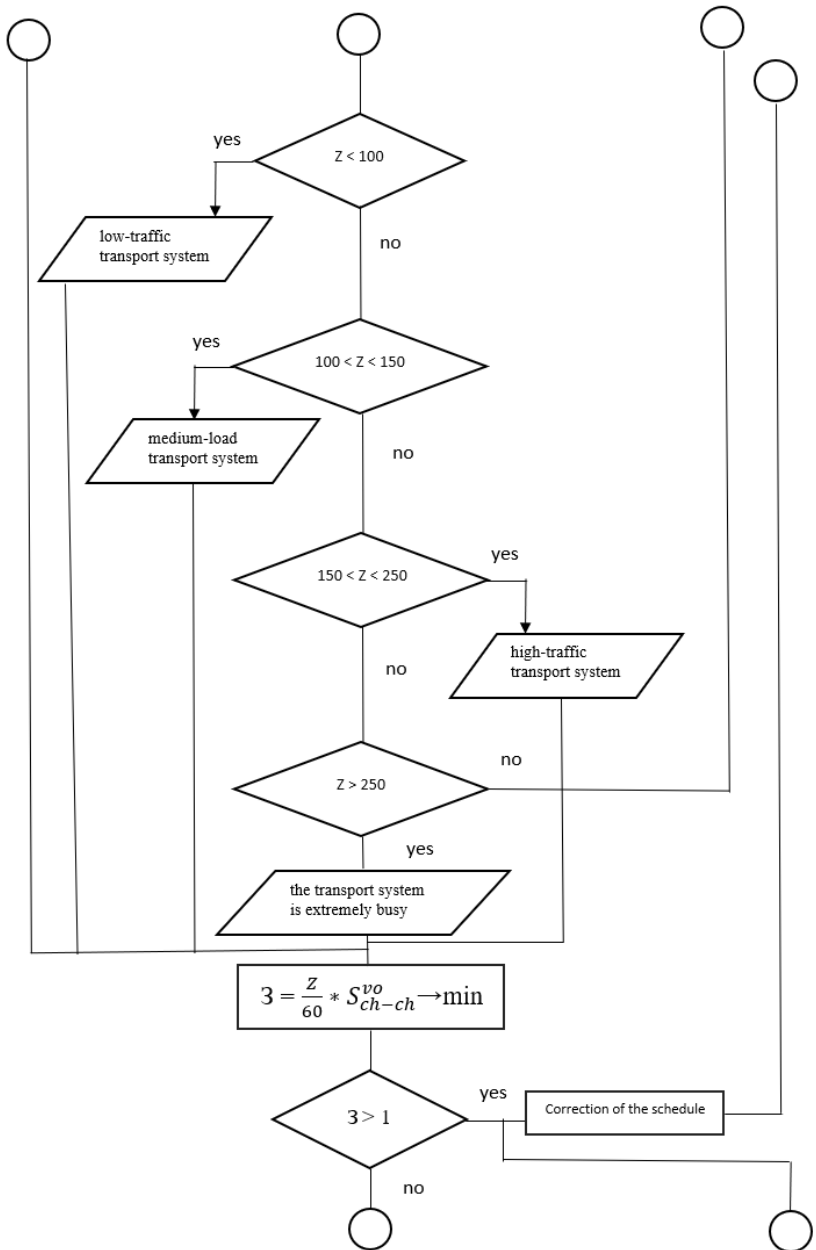 yes
Z < 100
low-traffic
transport system
no
yes
100 < Z < 150
medium-load
transport system
no
150 < Z < 250
yes
high-traffic
transport system
no
Z > 250
no
yes
the transport system
is extremely busy
З = z/60 * S^{vo}_{ch−ch}→min
З > 1
yes
Correction of the schedule
no